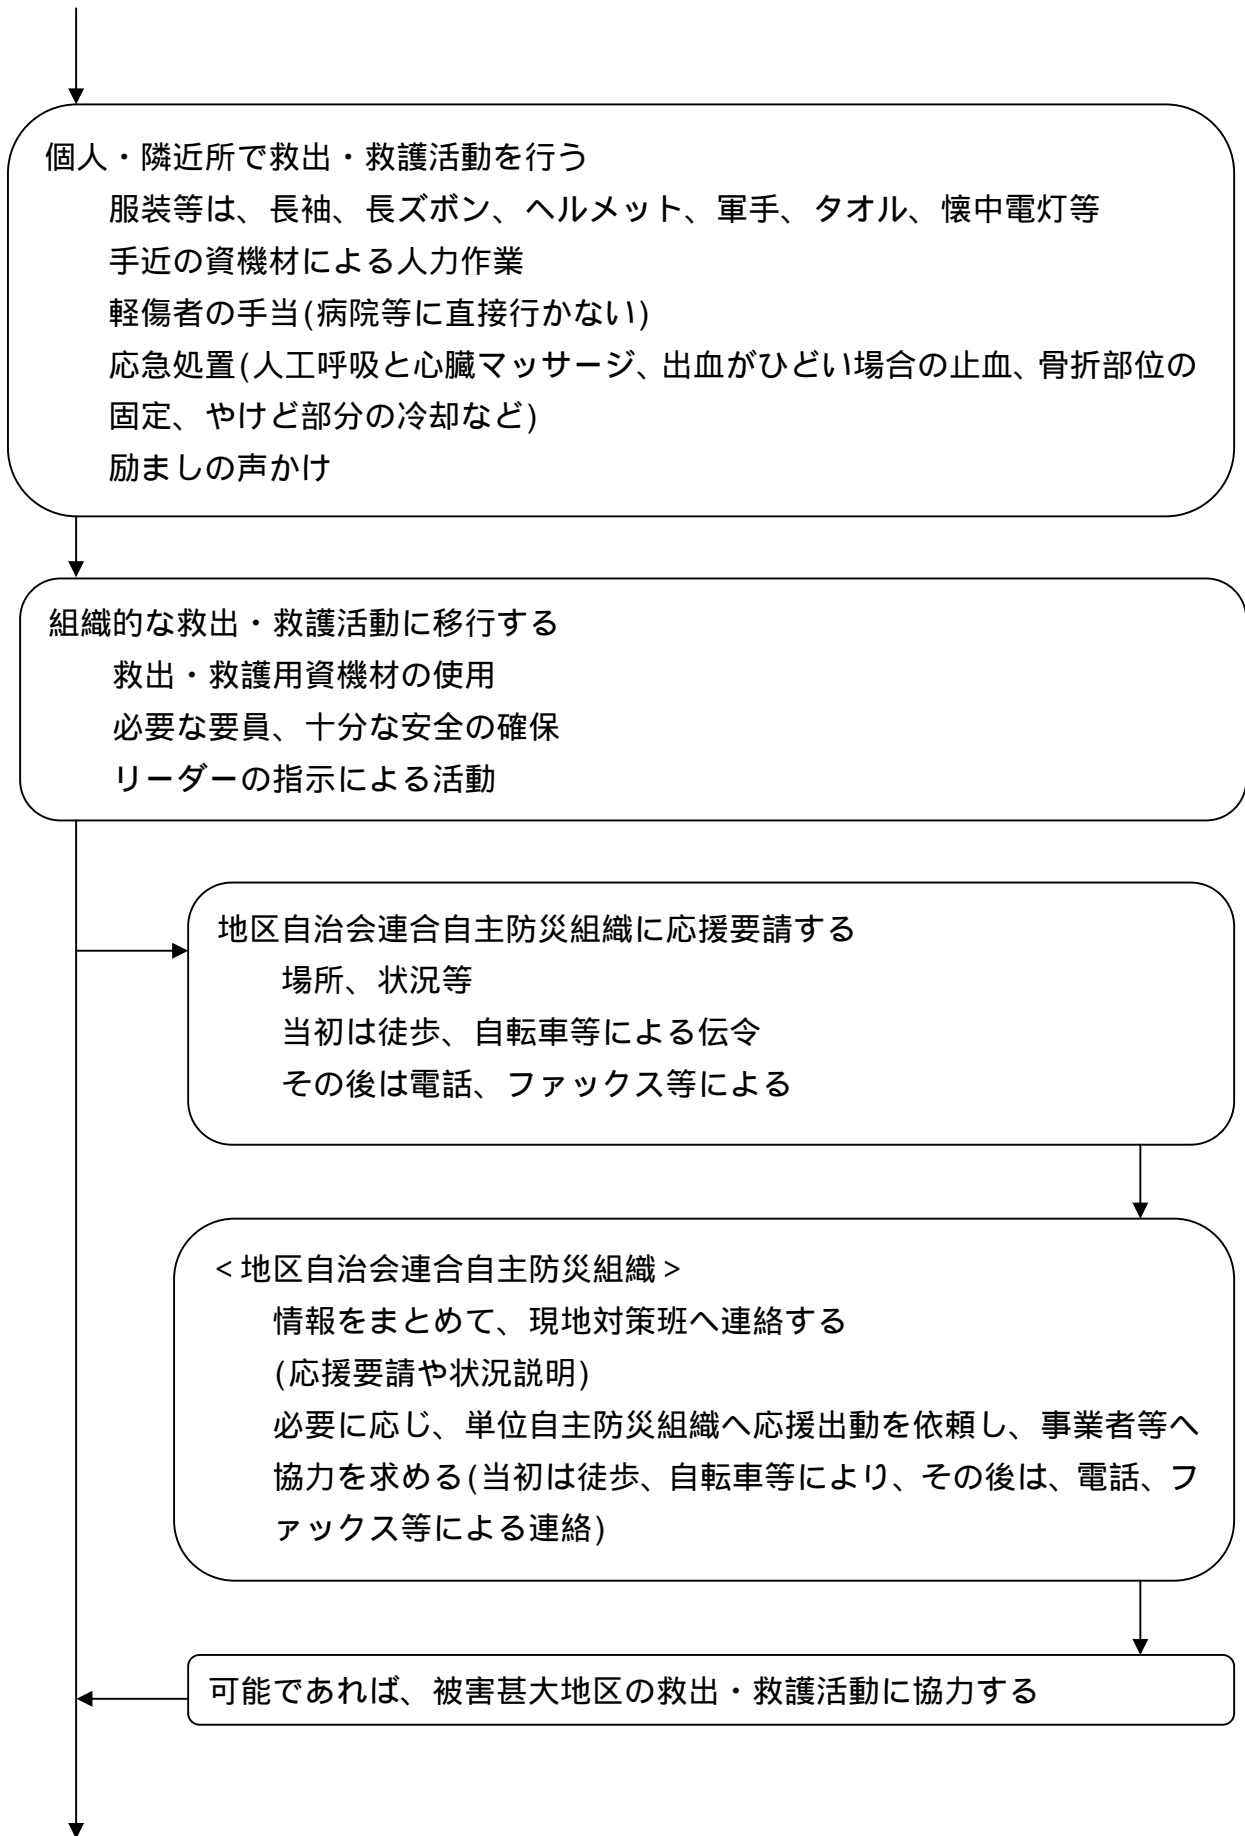 個人・隣近所で救出・救護活動を行う
服装等は、長袖、長ズボン、ヘルメット、軍手、タオル、懐中電灯等
手近の資機材による人力作業
軽傷者の手当(病院等に直接行かない)
応急処置(人工呼吸と心臓マッサージ、出血がひどい場合の止血、骨折部位の
固定、やけど部分の冷却など)
励ましの声かけ
組織的な救出・救護活動に移行する
救出・救護用資機材の使用
必要な要員、十分な安全の確保
リーダーの指示による活動
地区自治会連合自主防災組織に応援要請する
場所、状況等
当初は徒歩、自転車等による伝令
その後は電話、ファックス等による
<地区自治会連合自主防災組織>
情報をまとめて、現地対策班へ連絡する
(応援要請や状況説明)
必要に応じ、単位自主防災組織へ応援出動を依頼し、事業者等へ
協力を求める(当初は徒歩、自転車等により、その後は、電話、フ
ァックス等による連絡)
可能であれば、被害甚大地区の救出・救護活動に協力する